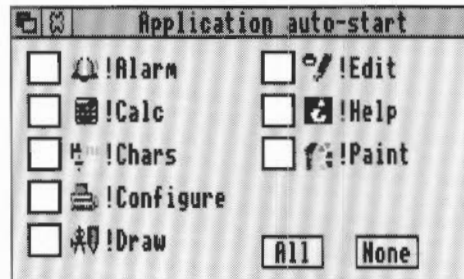 Application auto-start
!Alarm
!Calc
!Chars
!Configure
!Draw
!Edit
!Help
!Paint
All
None